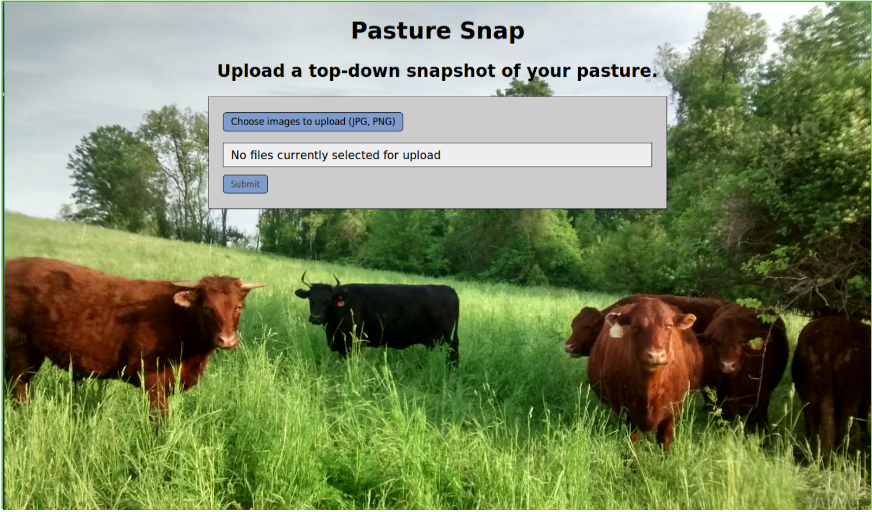 Pasture Snap
Upload a top-down snapshot of your pasture.
Choose images to upload (JPG, PNG)
No files currently selected for upload
Submit